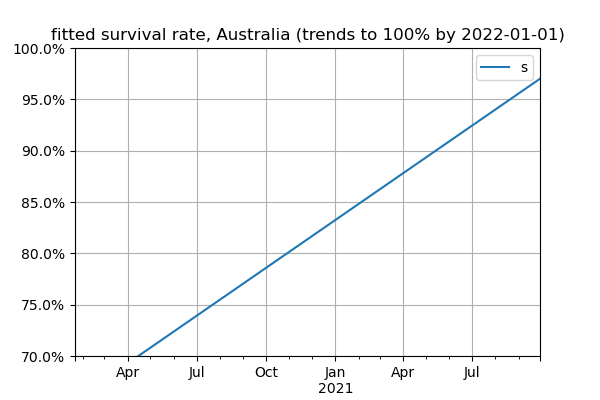 fitted survival rate, Australia (trends to 100% by 2022-01-01)
s
100.0%
95.0%
90.0%
85.0%
80.0%
75.0%
70.0%
Apr Jul Oct Jan Apr Jul
2021